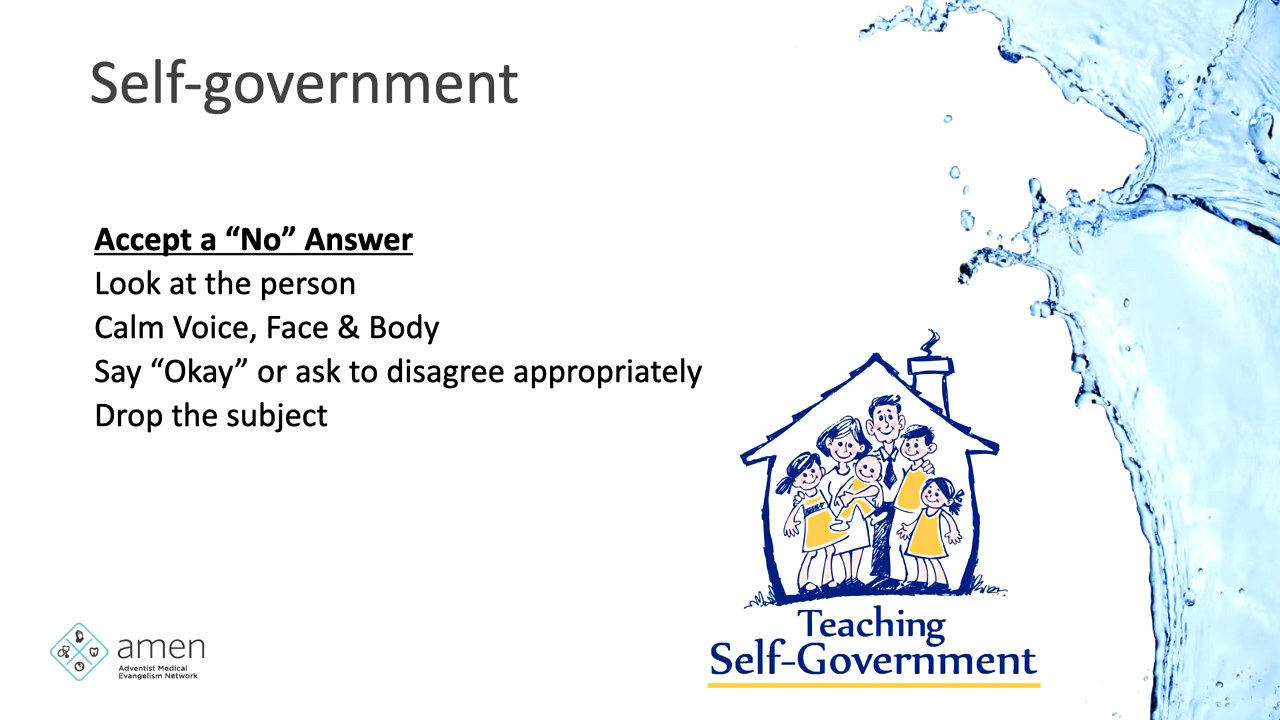 Self-government
Accept a “No” Answer
Look at the person
Calm Voice, Face & Body
Say “Okay” or ask to disagree appropriately
Drop the subject
Teaching
Self-Government
amen
Adventist Medical
Evangelism Network